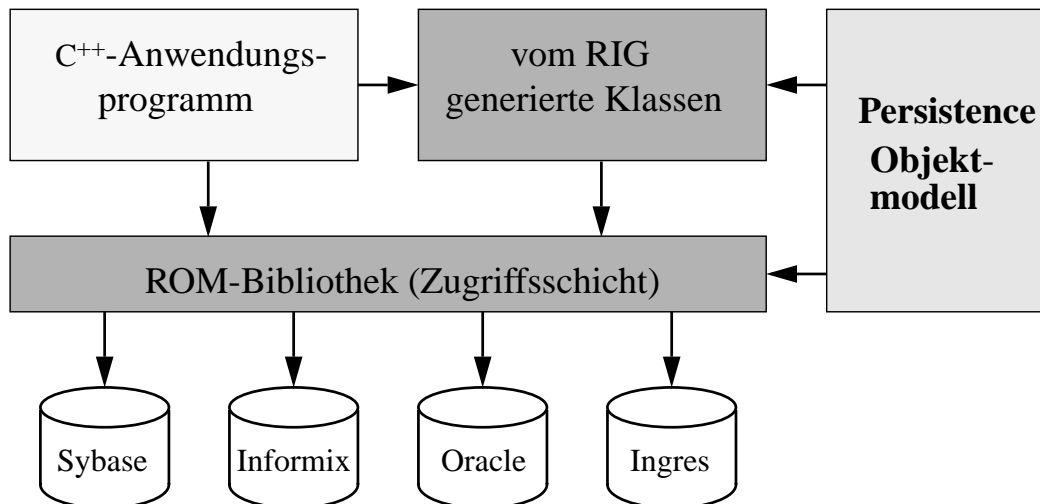 C++-Anwendungs-
programm
vom RIG
generierte Klassen
Persistence
Objekt-
modell
ROM-Bibliothek (Zugriffsschicht)
Sybase
Informix
Oracle
Ingres